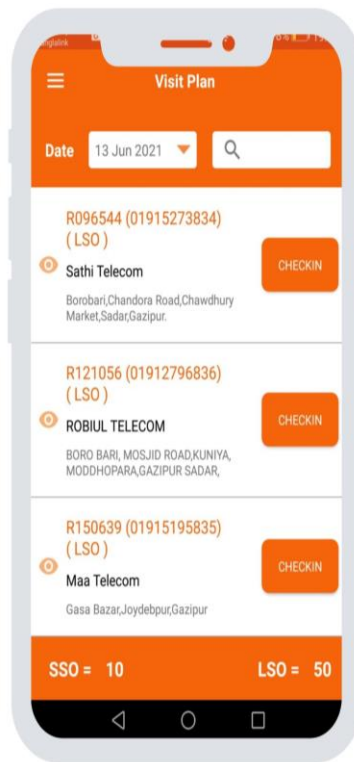 Visit Plan
Date 13 Jun 2021
R096544 (01915273834)
( LSO )
Sathi Telecom
CHECKIN
Borobari,Chandora Road,Chawdhury
Market,Sadar,Gazipur.
R121056 (01912796836)
( LSO )
ROBIUL TELECOM
CHECKIN
BORO BARI, MOSJID ROAD,KUNIYA,
MODDHOPARA,GAZIPUR SADAR,
R150639 (01915195835)
( LSO )
Maa Telecom
CHECKIN
Gasa Bazar,Joydebpur,Gazipur
SSO = 10 LSO = 50